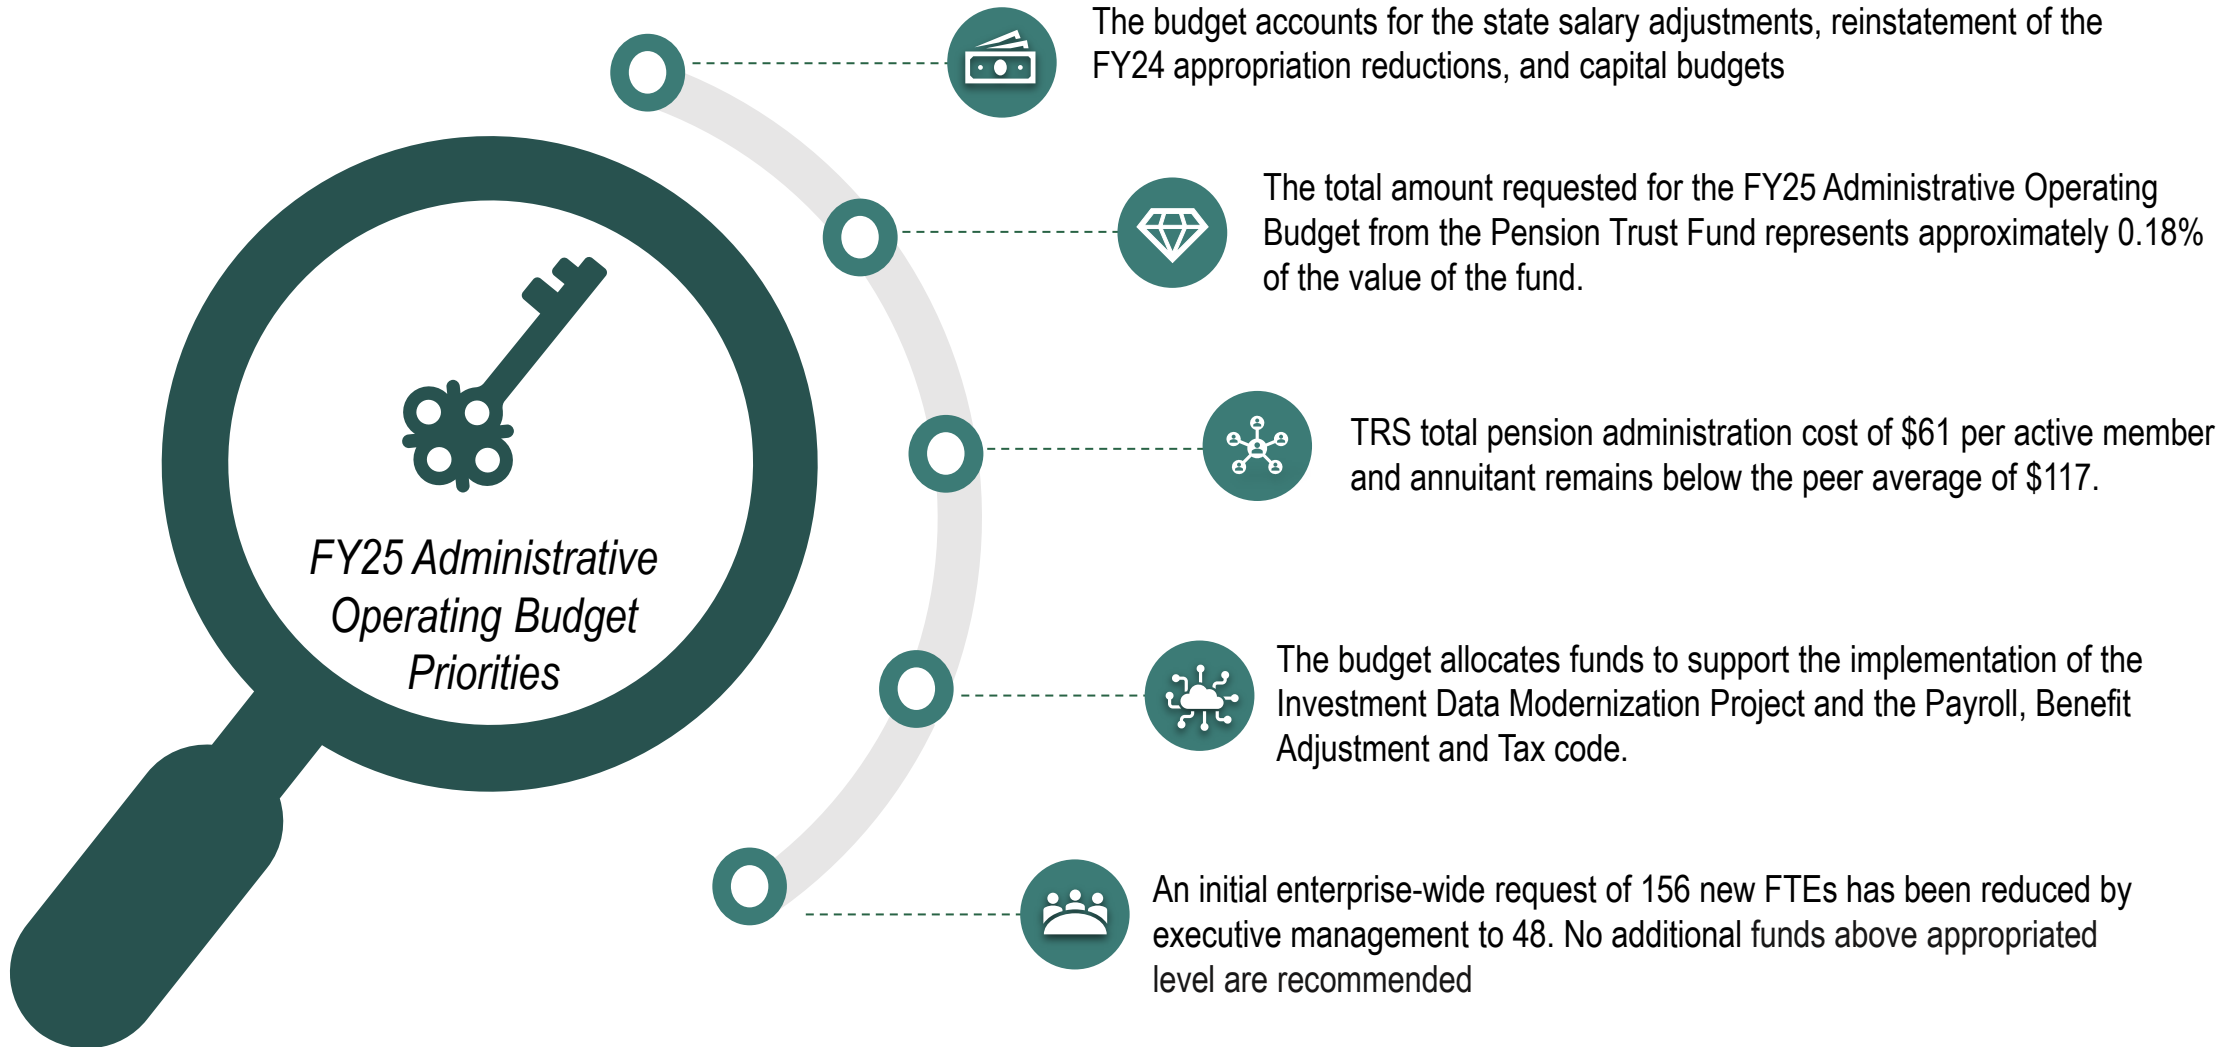 The budget accounts for the state salary adjustments, reinstatement of the
FY24 appropriation reductions, and capital budgets
The total amount requested for the FY25 Administrative Operating
Budget from the Pension Trust Fund represents approximately 0.18%
of the value of the fund.
TRS total pension administration cost of $61 per active member
and annuitant remains below the peer average of $117.
FY25 Administrative
Operating Budget
Priorities
The budget allocates funds to support the implementation of the
Investment Data Modernization Project and the Payroll, Benefit
Adjustment and Tax code.
An initial enterprise-wide request of 156 new FTEs has been reduced by
executive management to 48. No additional funds above appropriated
level are recommended